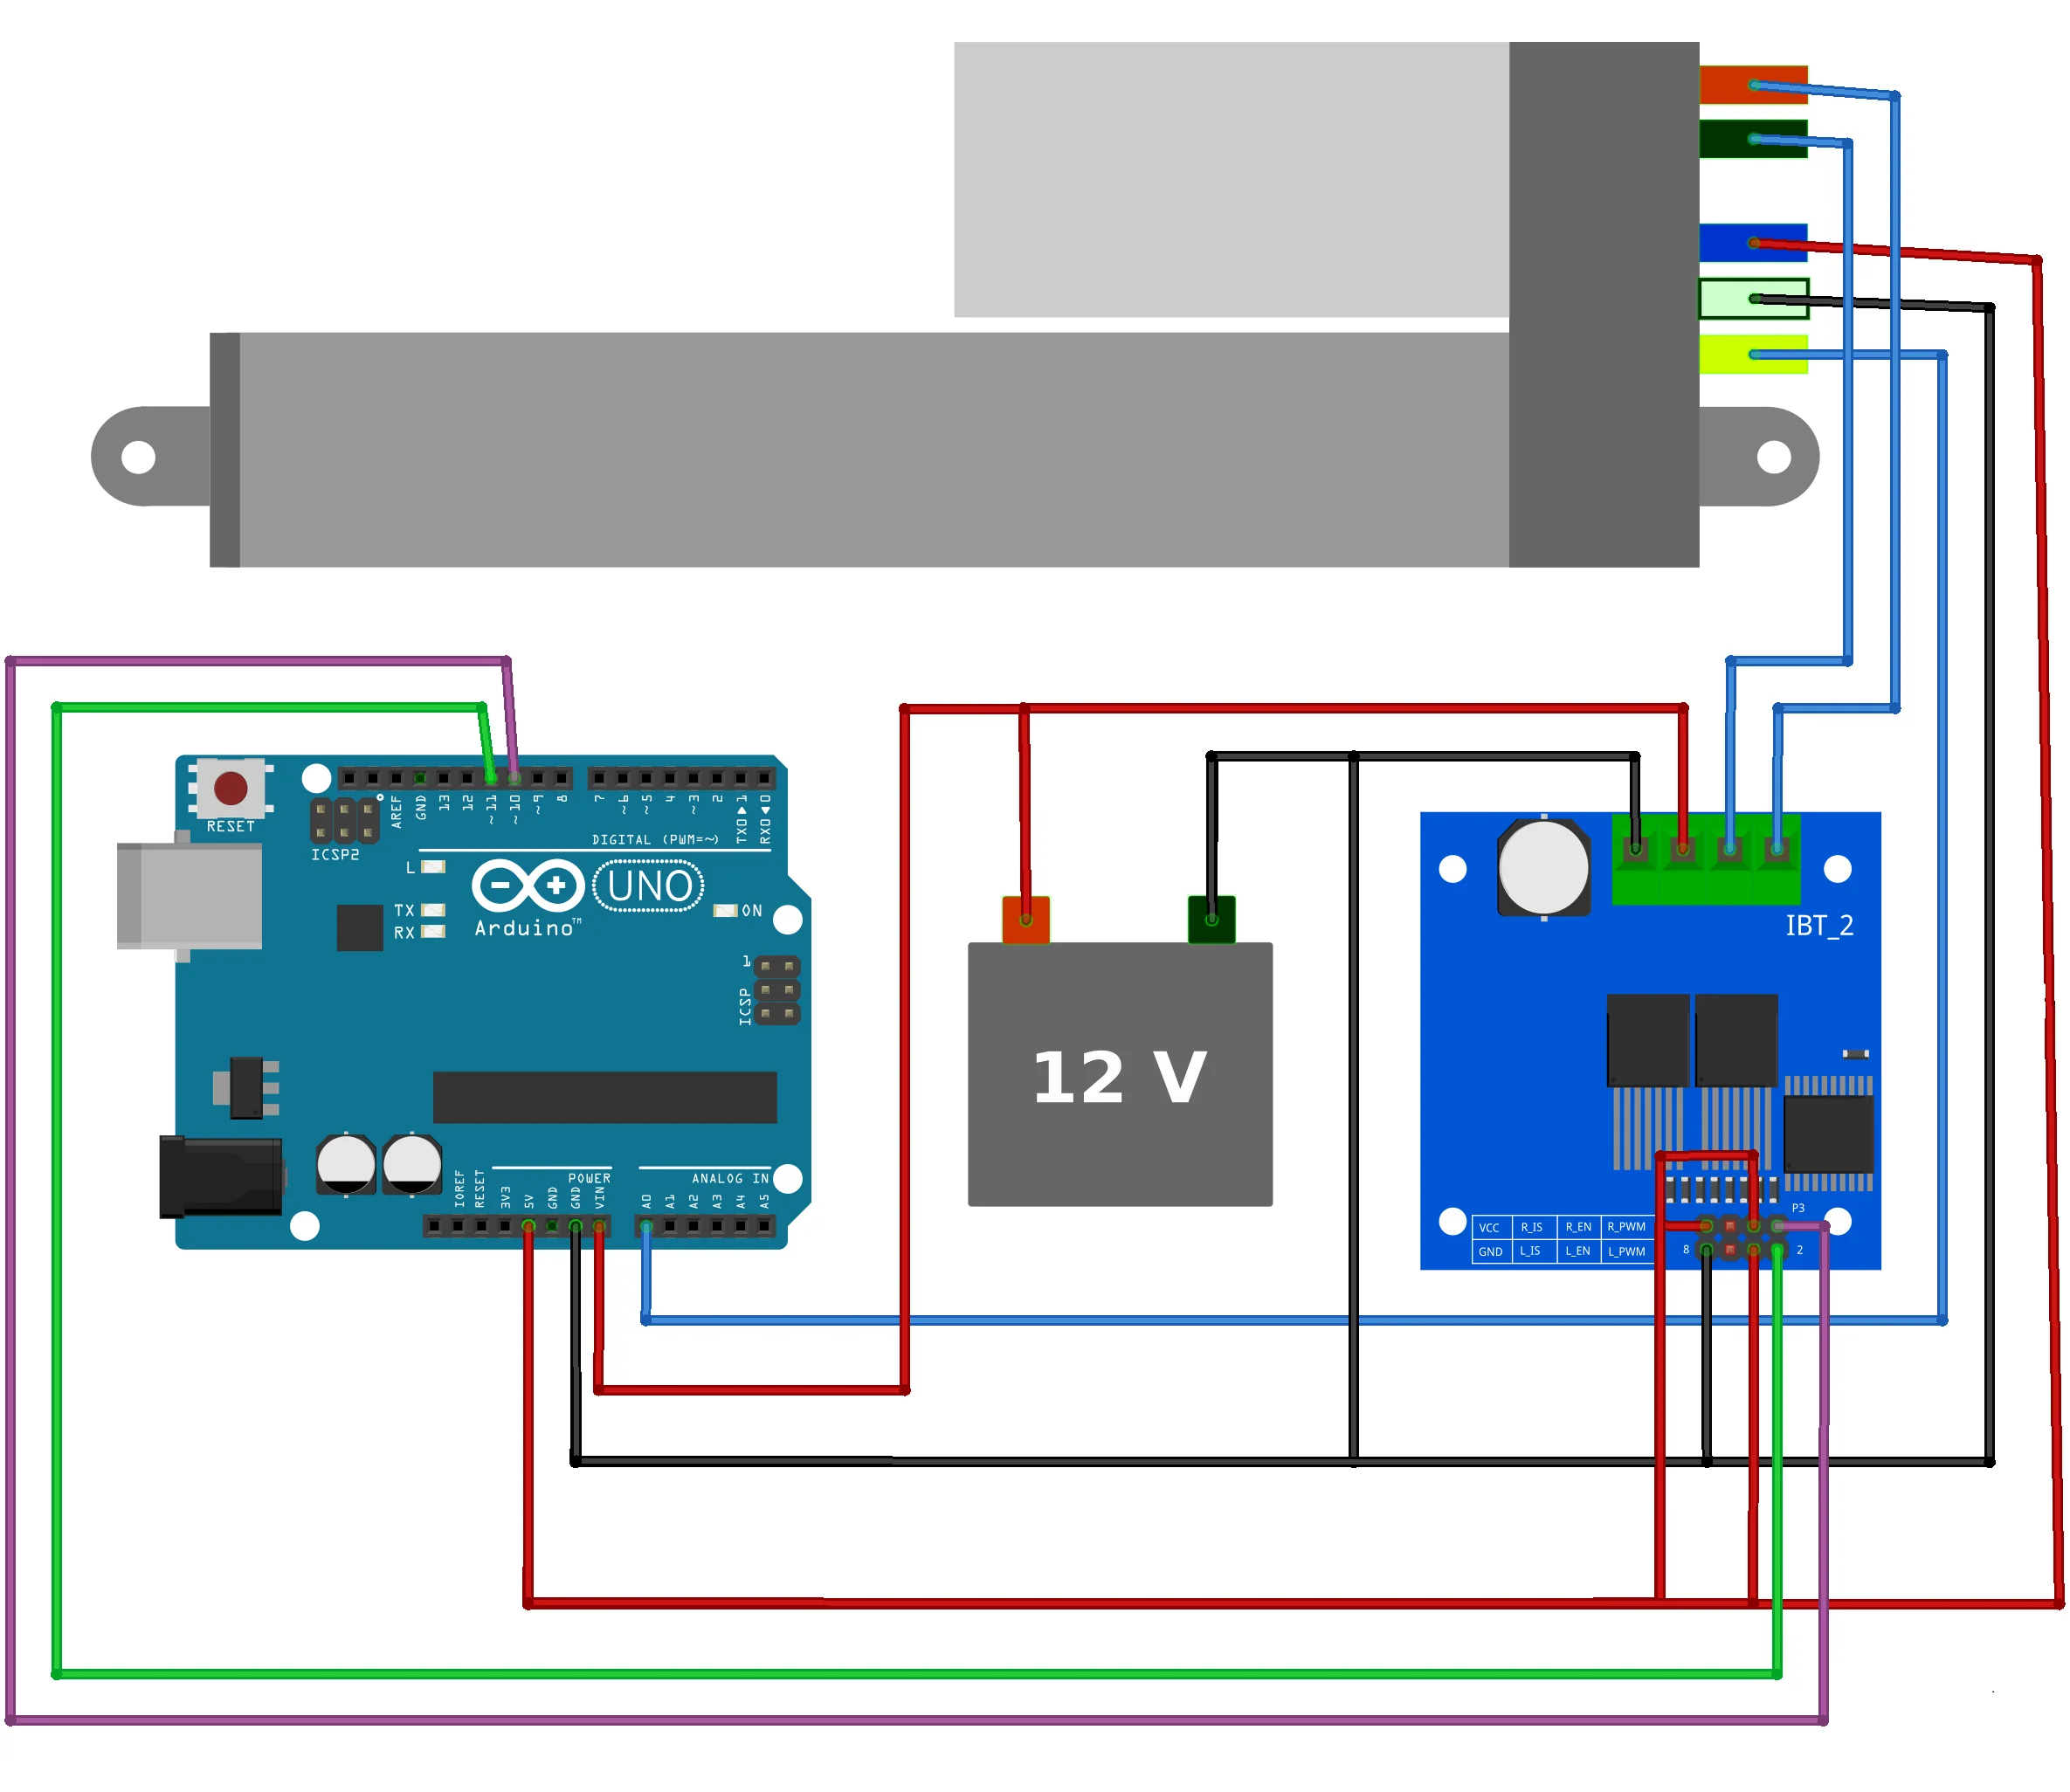 RESET
ICSP2
AREF
GND
13
12
~11
~10
~9
8
7
~6
~5
4
~3
2
TX0▶1
RX0◀0
DIGITAL (PWM=~)
L
TX
RX
UNO
Arduino™
ON
1
ICSP
IOREF
RESET
3V3
5V
GND
GND
VIN
POWER
ANALOG IN
A0
A1
A2
A3
A4
A5
12 V
IBT_2
P3
VCC R_IS R_EN R_PWM
GND L_IS L_EN L_PWM
8
2